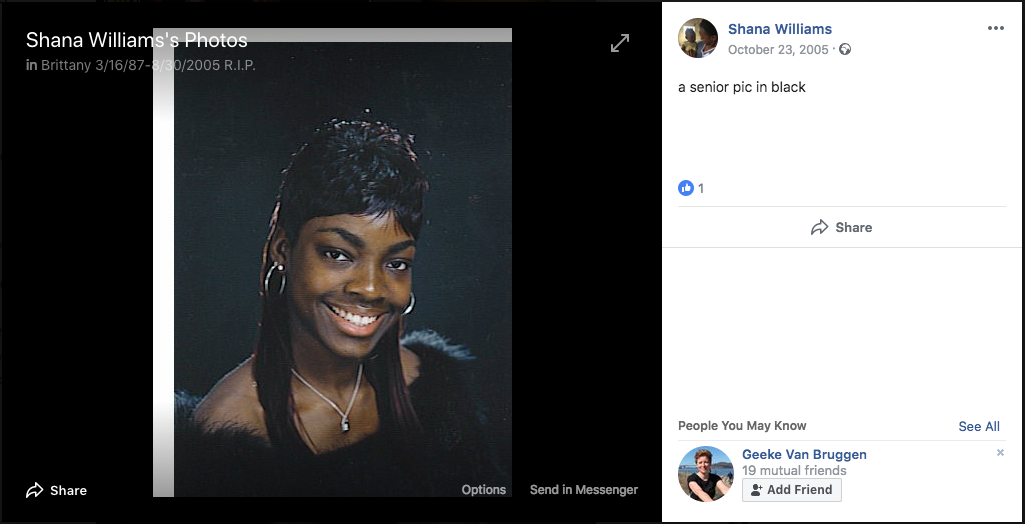 Shana Williams's Photos
in Brittany 3/16/87-8/30/2005 R.I.P.
Share
Options
Send in Messenger
Shana Williams
October 23, 2005 ·
a senior pic in black
1
Share
People You May Know
See All
Geeke Van Bruggen
19 mutual friends
Add Friend